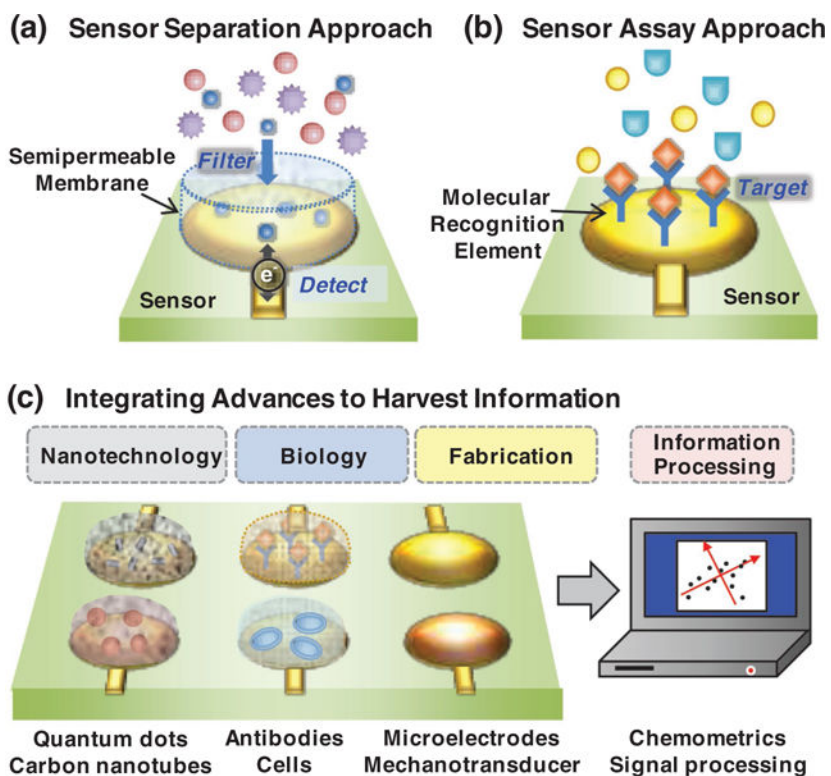 (a) Sensor Separation Approach
Semipermeable
Membrane
Filter
e-
Detect
Sensor
(b) Sensor Assay Approach
Molecular
Recognition
Element
Target
Sensor
(c) Integrating Advances to Harvest Information
Nanotechnology
Biology
Fabrication
Information
Processing
Quantum dots
Carbon nanotubes
Antibodies
Cells
Microelectrodes
Mechanotransducer
Chemometrics
Signal processing